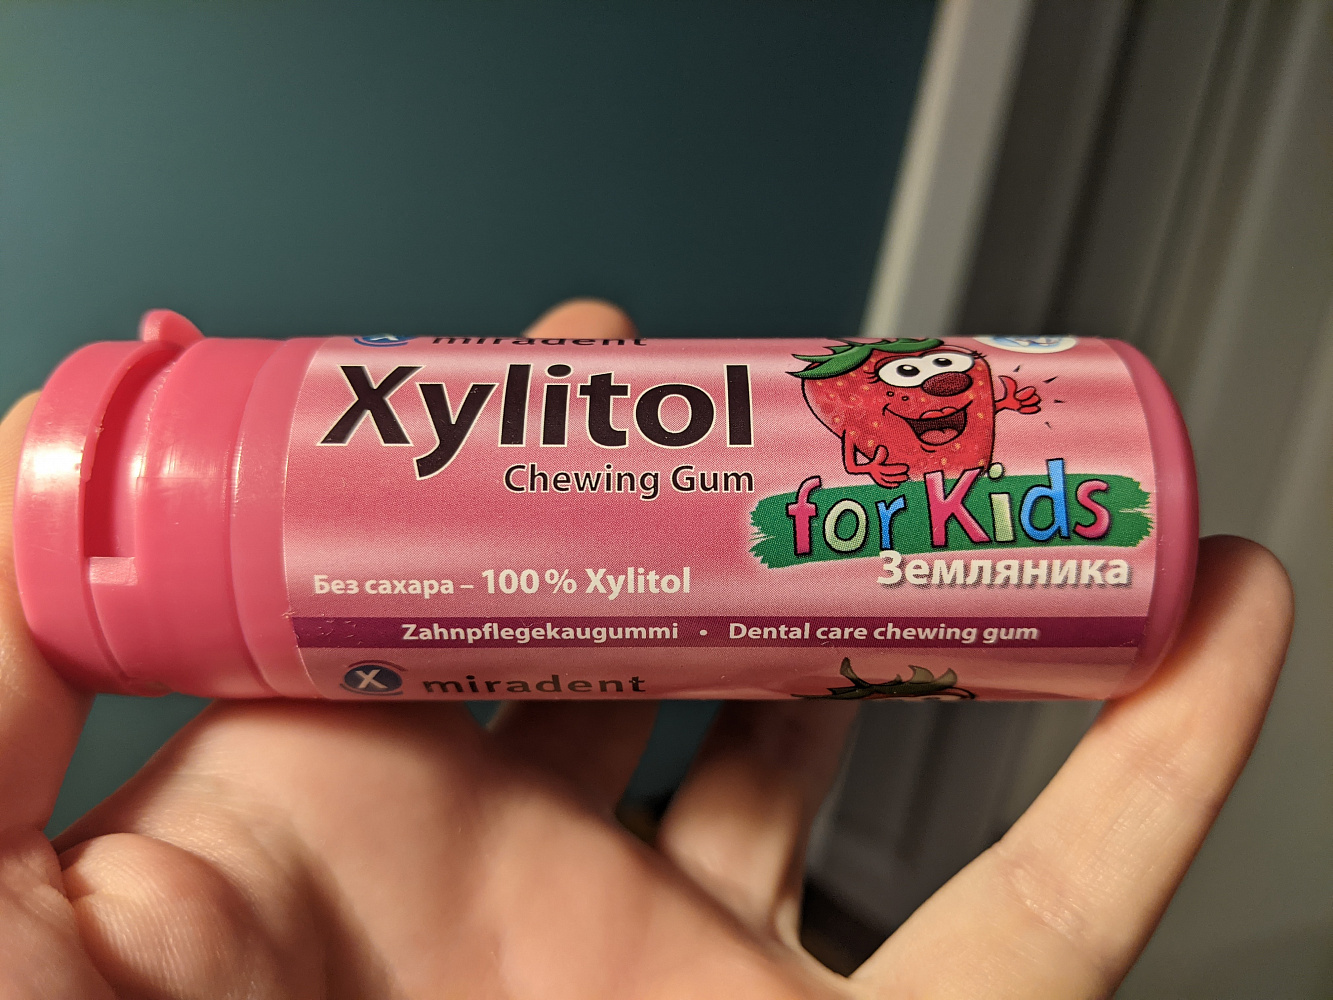 miradent
Xylitol
Chewing Gum
for Kids
Земляника
Без сахара – 100 % Xylitol
Zahnpflegekaugummi • Dental care chewing gum
X miradent